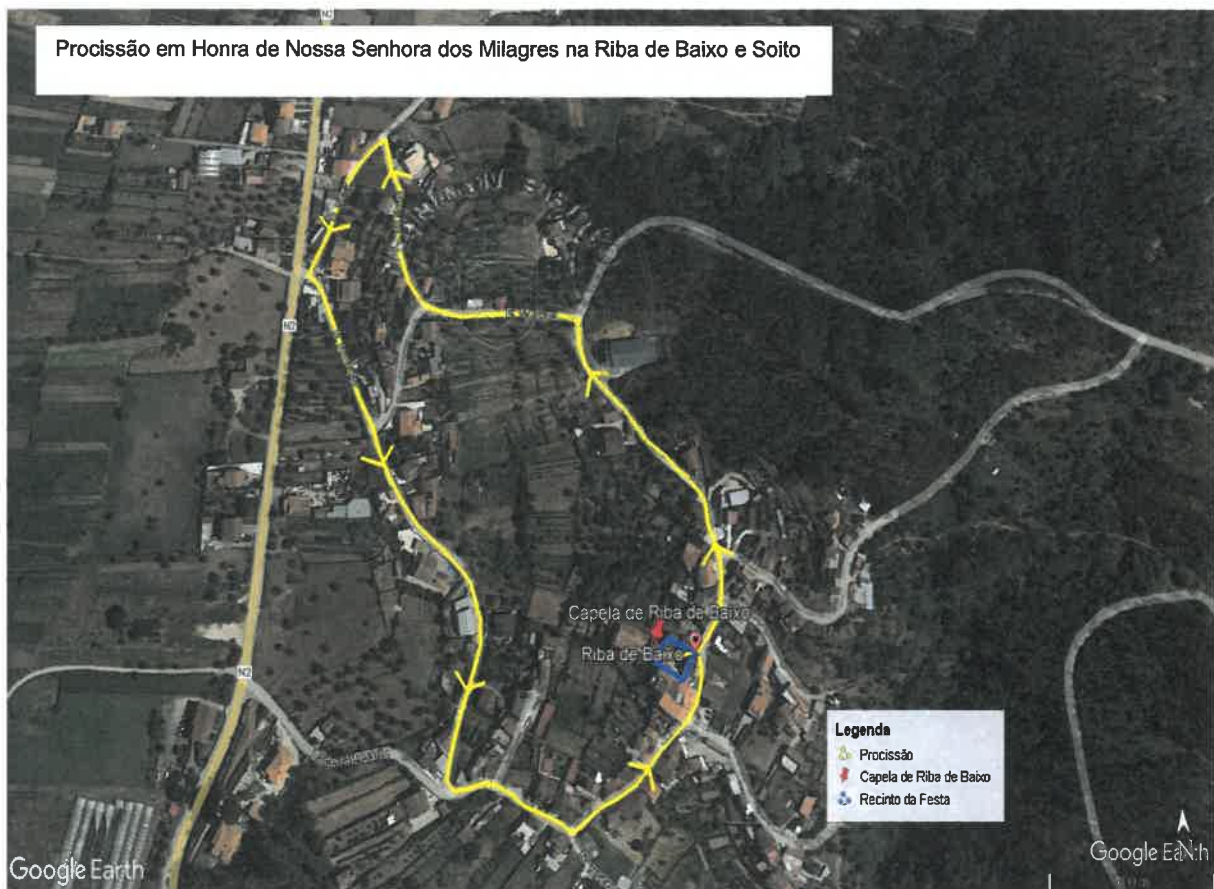 N2
Procissão em Honra de Nossa Senhora dos Milagres na Riba de Baixo e Soito
N2
Capela de Riba de Baixo
Riba de Baixo
N2
Legenda
Procissão
Capela de Riba de Baixo
Recinto da Festa
N
Google Earth
Google Earth